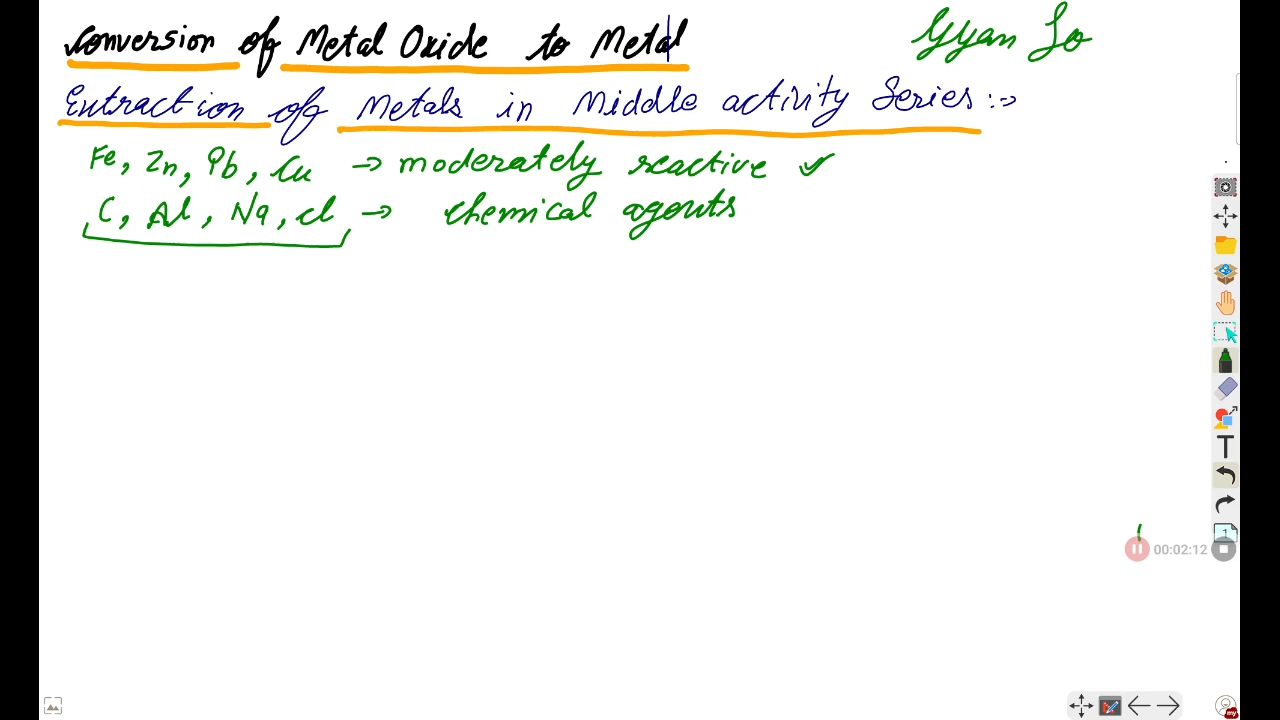 Conversion of Metal Oxide to Metal
Gyan Lo
Extraction of Metals in Middle activity Series :->
Fe, Zn, Pb, Cu -> moderately reactive ✓
C, Al, Na, cl -> chemical agents
00:02:12